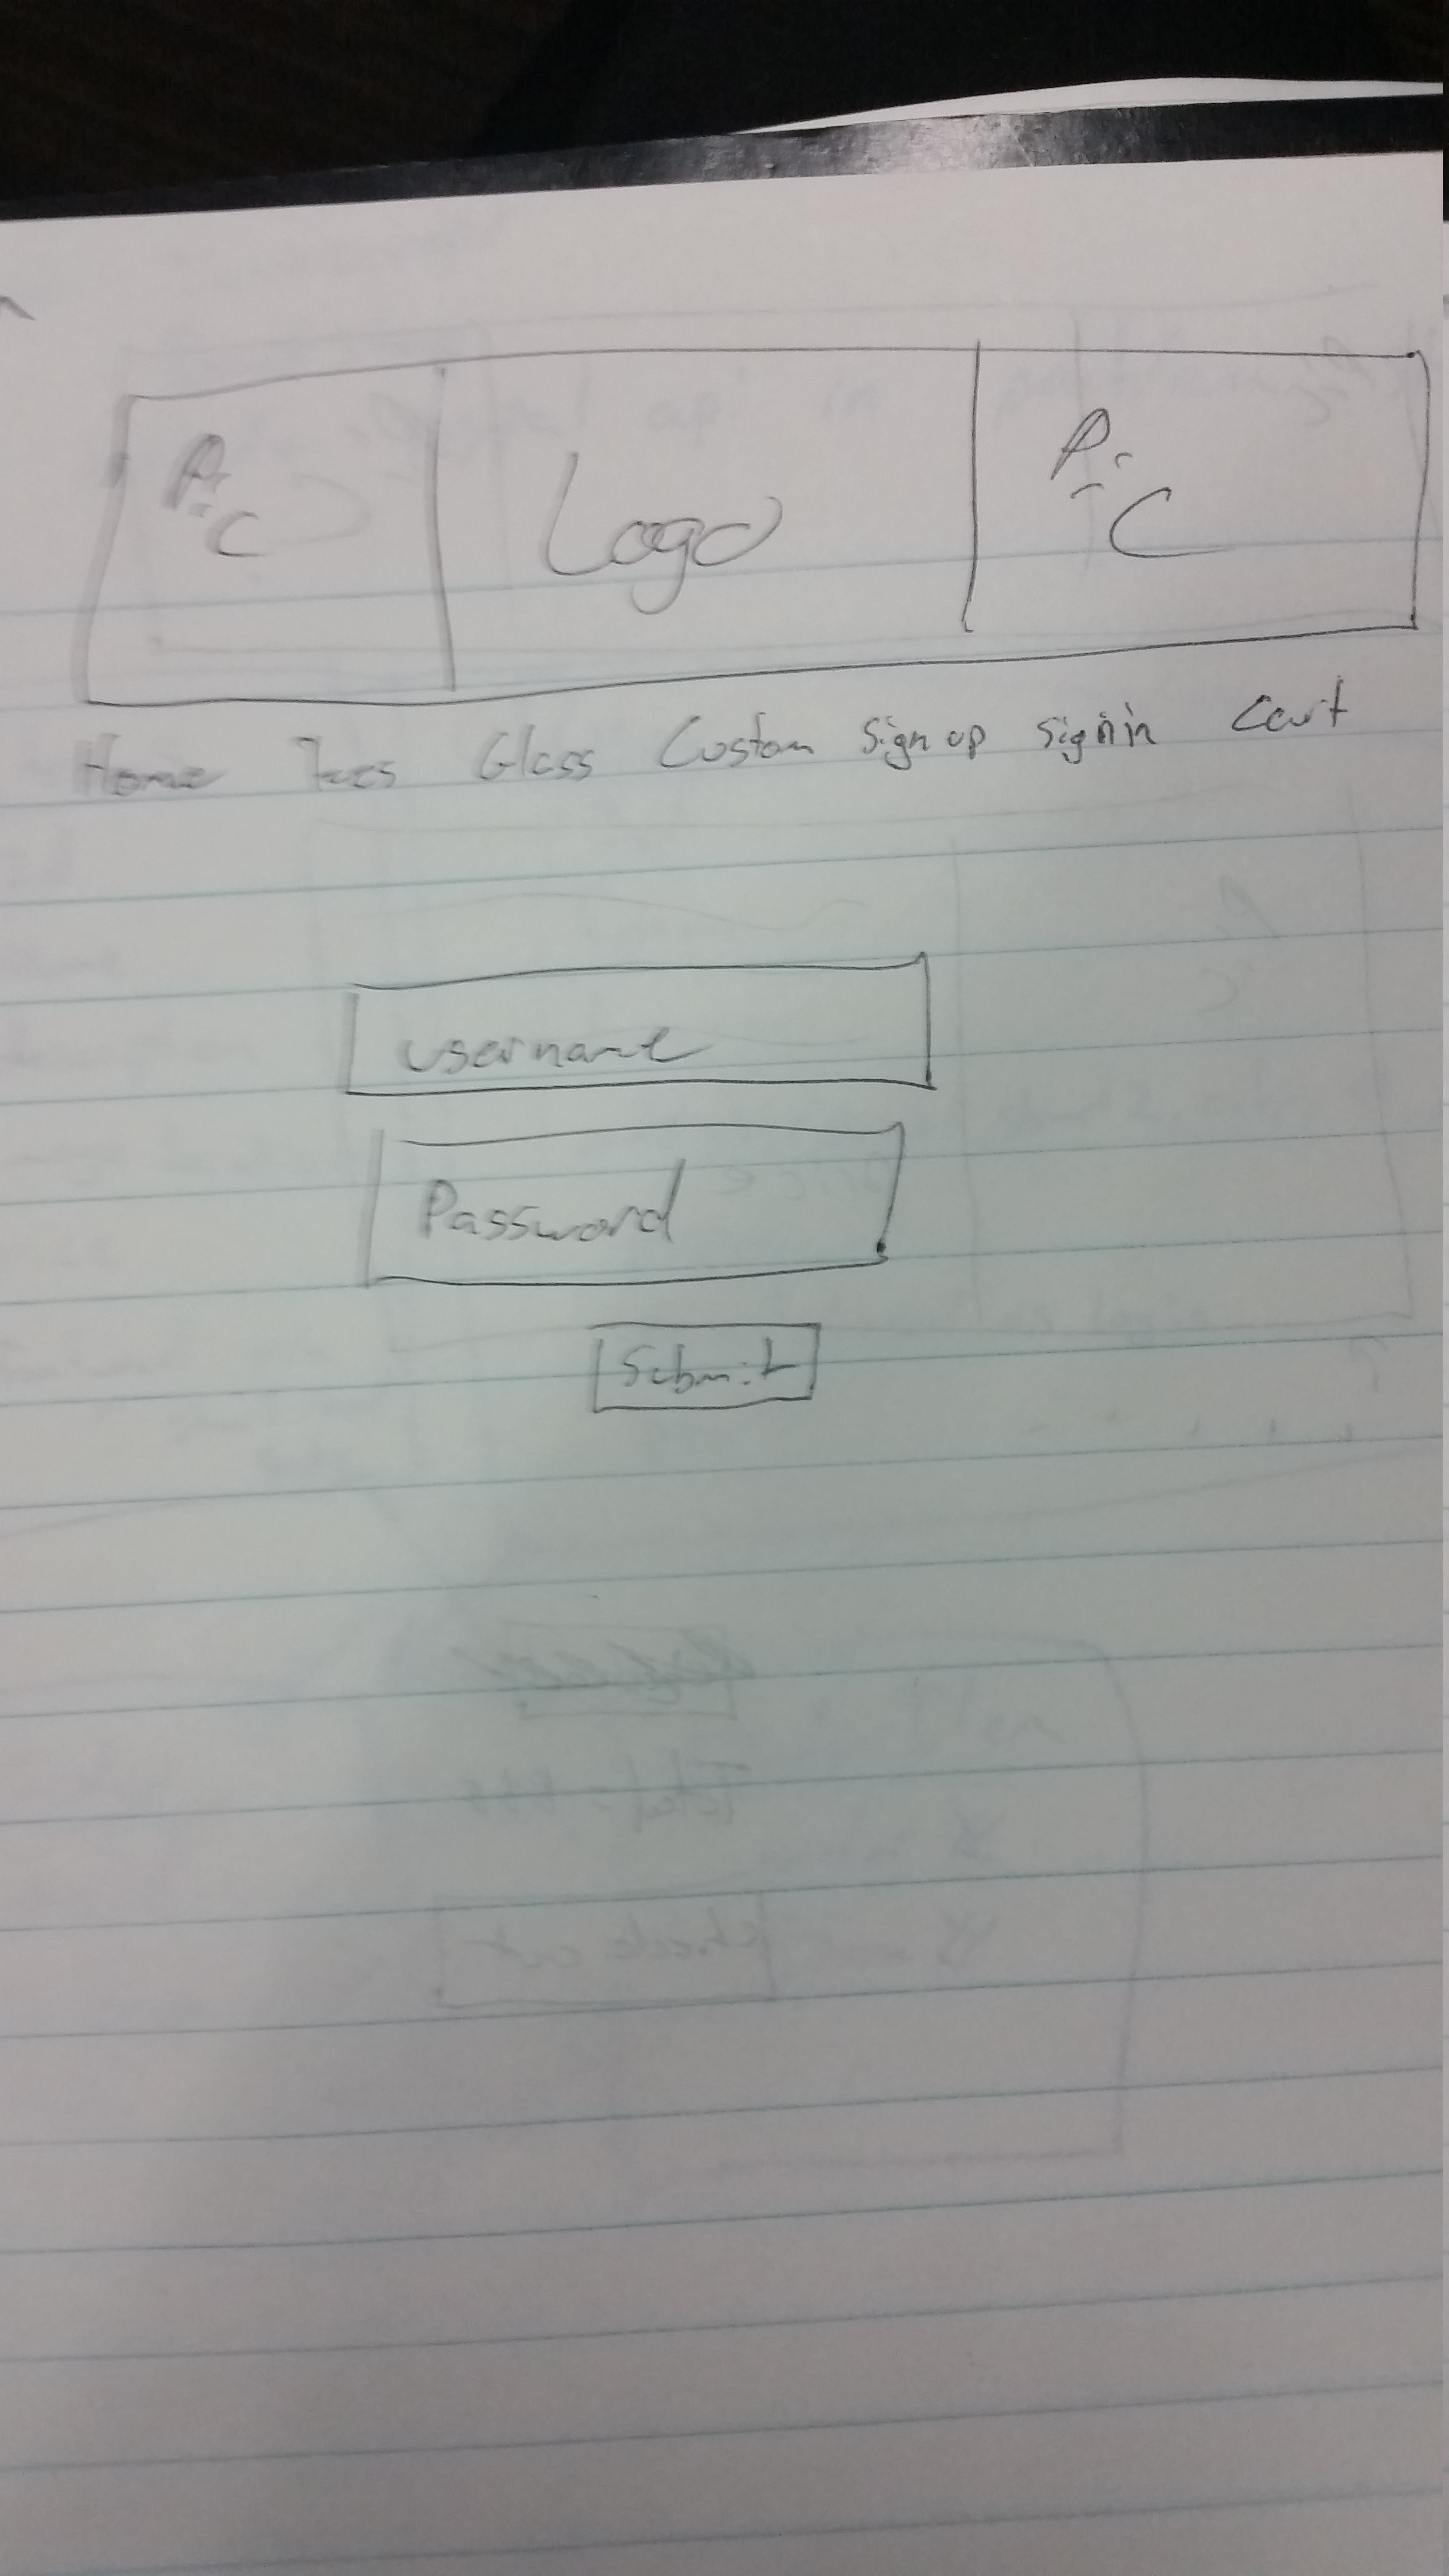 Pic Logo Pic
Home Tees Glass Custom Sign up sign in Cart
username
Password
Submit